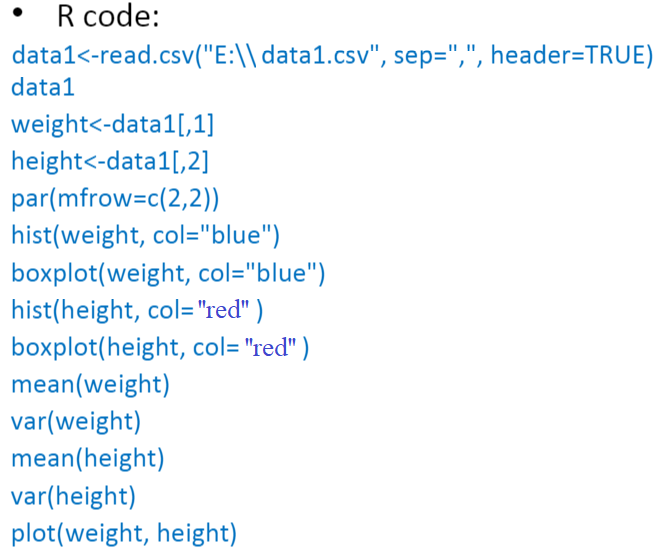 • R code:
data1<-read.csv("E:\\ data1.csv", sep=",", header=TRUE)
data1
weight<-data1[,1]
height<-data1[,2]
par(mfrow=c(2,2))
hist(weight, col="blue")
boxplot(weight, col="blue")
hist(height, col= "red" )
boxplot(height, col= "red" )
mean(weight)
var(weight)
mean(height)
var(height)
plot(weight, height)